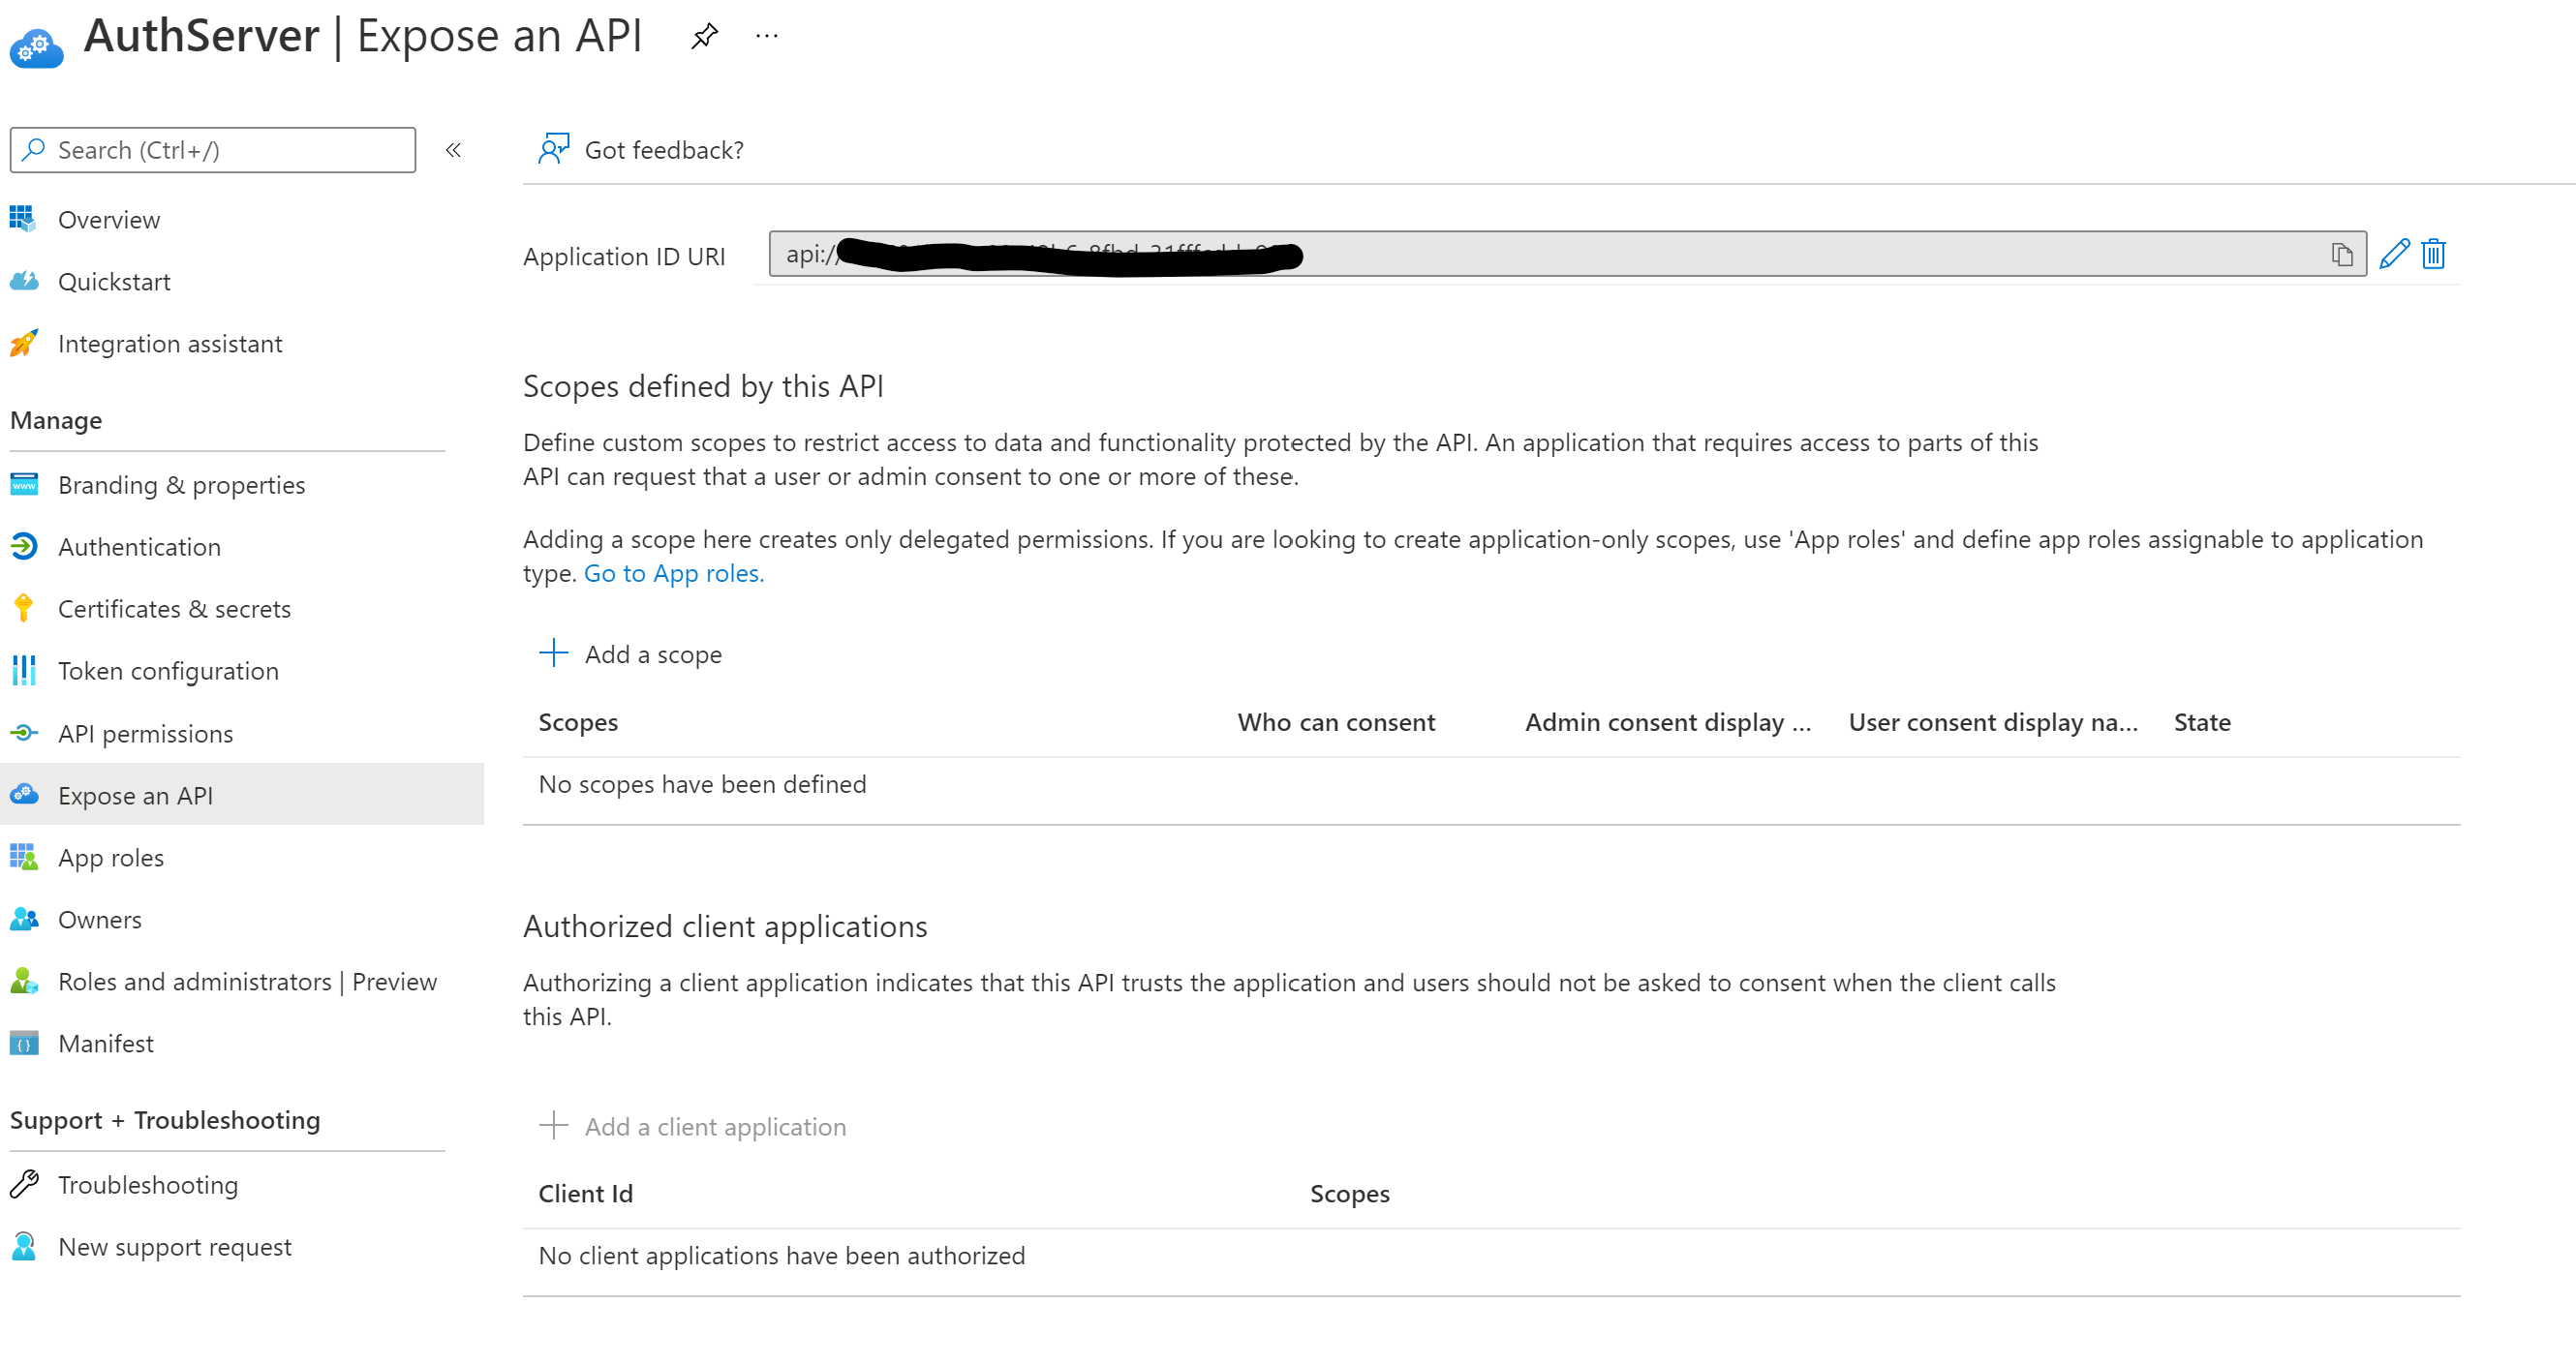 AuthServer | Expose an API
Search (Ctrl+/)
Overview
Quickstart
Integration assistant
Manage
Branding & properties
Authentication
Certificates & secrets
Token configuration
API permissions
Expose an API
App roles
Owners
Roles and administrators | Preview
Manifest
Support + Troubleshooting
Troubleshooting
New support request
Got feedback?
Application ID URI api://
Scopes defined by this API
Define custom scopes to restrict access to data and functionality protected by the API. An application that requires access to parts of this
API can request that a user or admin consent to one or more of these.
Adding a scope here creates only delegated permissions. If you are looking to create application-only scopes, use 'App roles' and define app roles assignable to application
type. Go to App roles.
Add a scope
Scopes Who can consent Admin consent display ... User consent display na... State
No scopes have been defined
Authorized client applications
Authorizing a client application indicates that this API trusts the application and users should not be asked to consent when the client calls
this API.
Add a client application
Client Id Scopes
No client applications have been authorized